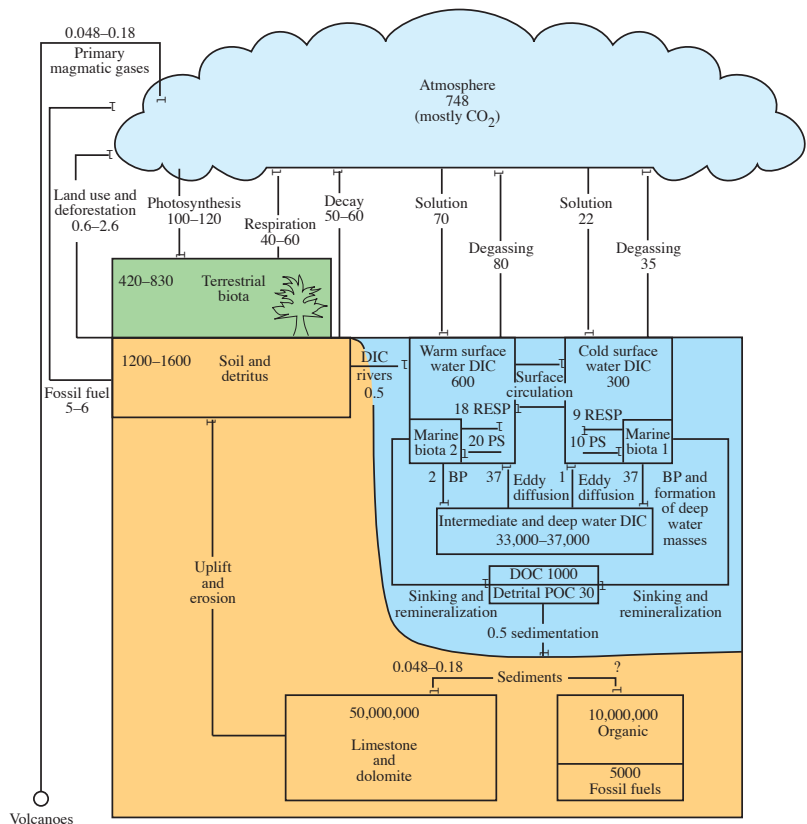 0.048–0.18
Primary
magmatic gases
Atmosphere
748
(mostly CO2)
Land use and
deforestation
0.6–2.6
Photosynthesis
100–120
Respiration
40–60
Decay
50–60
Solution
70
Degassing
80
Solution
22
Degassing
35
420–830
Terrestrial
biota
1200–1600
Soil and
detritus
Fossil fuel
5–6
DIC
rivers
0.5
Warm surface
water DIC
600
Surface
circulation
Cold surface
water DIC
300
18 RESP
Marine
biota 2
20 PS
9 RESP
10 PS
Marine
biota 1
2 BP
37
Eddy
diffusion
1
Eddy
diffusion
37
BP and
formation
of deep
water
masses
Intermediate and deep water DIC
33,000–37,000
DOC 1000
Detrital POC 30
Sinking and
remineralization
Sinking and
remineralization
0.5 sedimentation
Uplift
and
erosion
0.048–0.18
Sediments
?
50,000,000
Limestone
and
dolomite
10,000,000
Organic
5000
Fossil fuels
Volcanoes